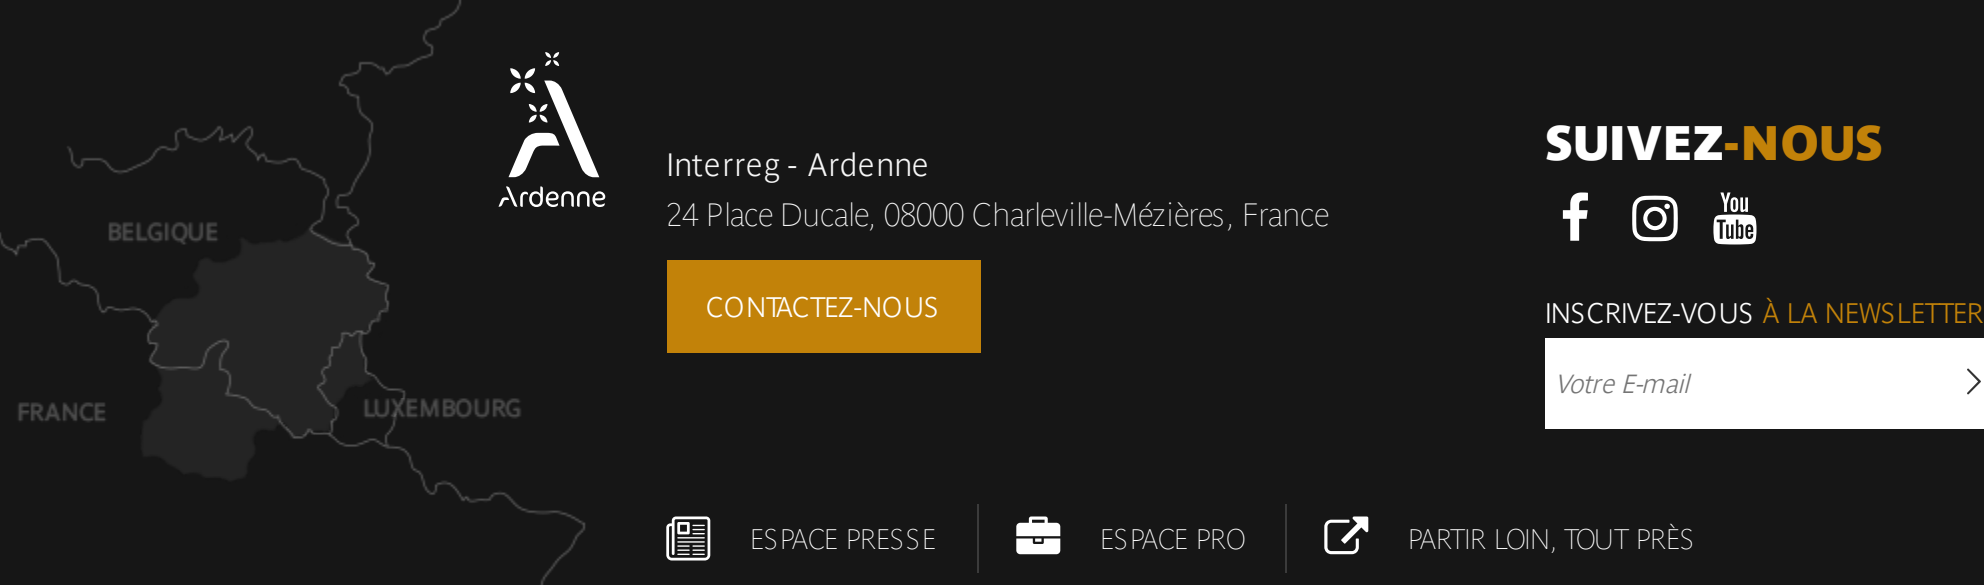 BELGIQUE
FRANCE
LUXEMBOURG
Ardenne
Interreg - Ardenne
24 Place Ducale, 08000 Charleville-Mézières, France
CONTACTEZ-NOUS
SUIVEZ-NOUS
You
Tube
INSCRIVEZ-VOUS À LA NEWSLETTER
Votre E-mail
ESPACE PRESSE
ESPACE PRO
PARTIR LOIN, TOUT PRÈS